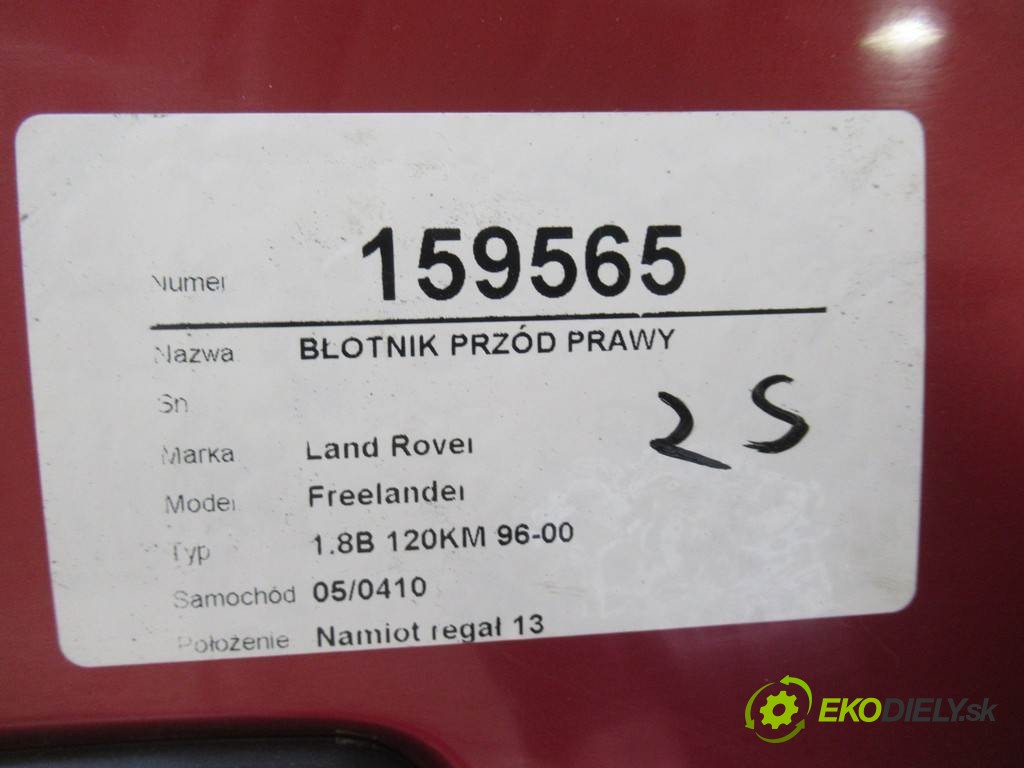 Numer 159565
Nazwa BŁOTNIK PRZÓD PRAWY
Sn
Marka Land Rover
Model Freelander
Typ 1.8B 120KM 96-00
Samochód 05/0410
Położenie Namiot regał 13
2S
EKODIELY.sk